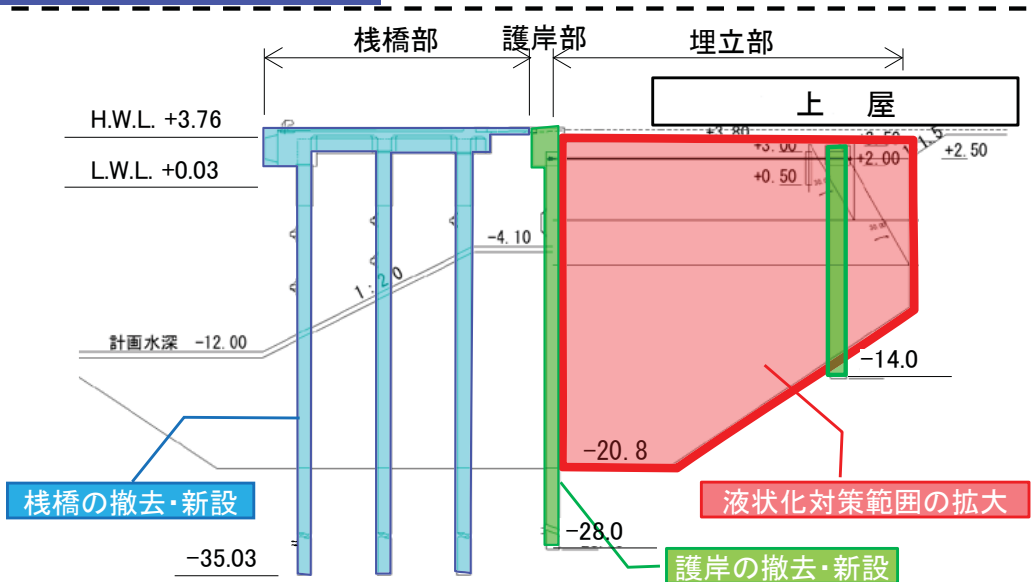 桟橋部 護岸部 埋立部
上 屋
H.W.L. +3.76
L.W.L. +0.03
+3.80
+3.00
+0.50
+2.00
1.5
+2.50
-4.10
1:2.0
計画水深 -12.00
-14.0
-20.8
桟橋の撤去・新設
液状化対策範囲の拡大
-28.0
-35.03
護岸の撤去・新設